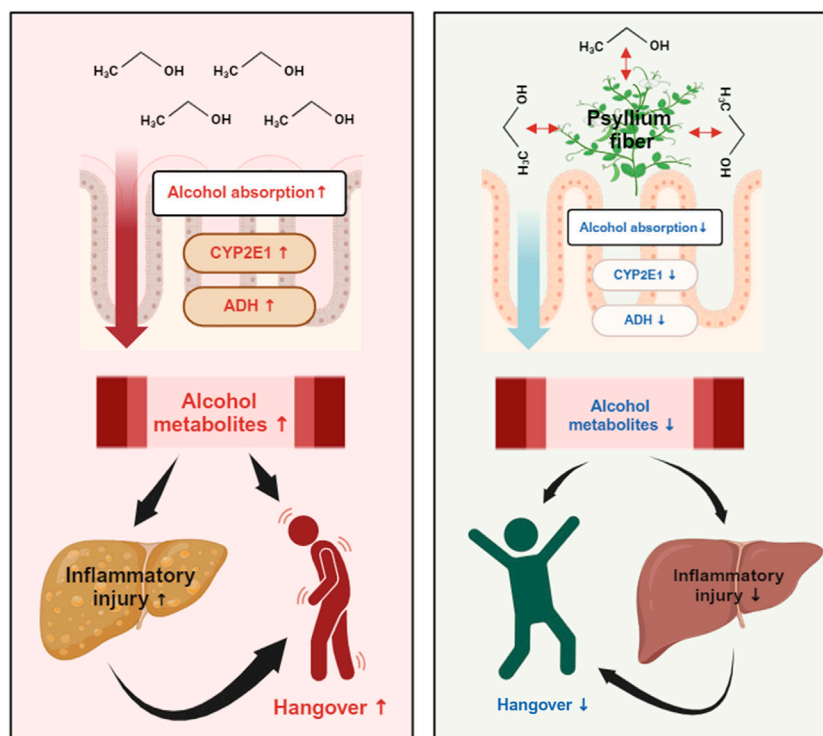 H₃C OH
H₃C OH
H₃C OH
H₃C OH
Alcohol absorption↑
CYP2E1 ↑
ADH ↑
Alcohol
metabolites ↑
Inflammatory
injury ↑
Hangover ↑
H₃C OH
OH
H₃C
H₃C
OH
Psyllium
fiber
Alcohol absorption↓
CYP2E1 ↓
ADH ↓
Alcohol
metabolites ↓
Inflammatory
injury ↓
Hangover ↓